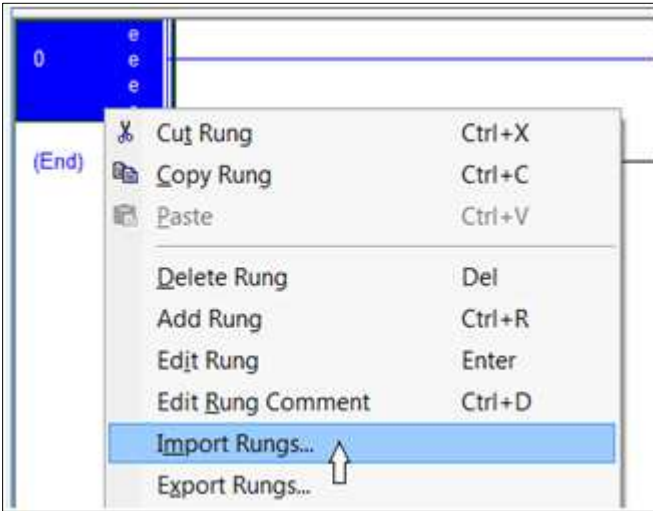 e
0 e
e
(End)
Cut Rung Ctrl+X
Copy Rung Ctrl+C
Paste Ctrl+V
Delete Rung Del
Add Rung Ctrl+R
Edit Rung Enter
Edit Rung Comment Ctrl+D
Import Rungs...
Export Rungs...